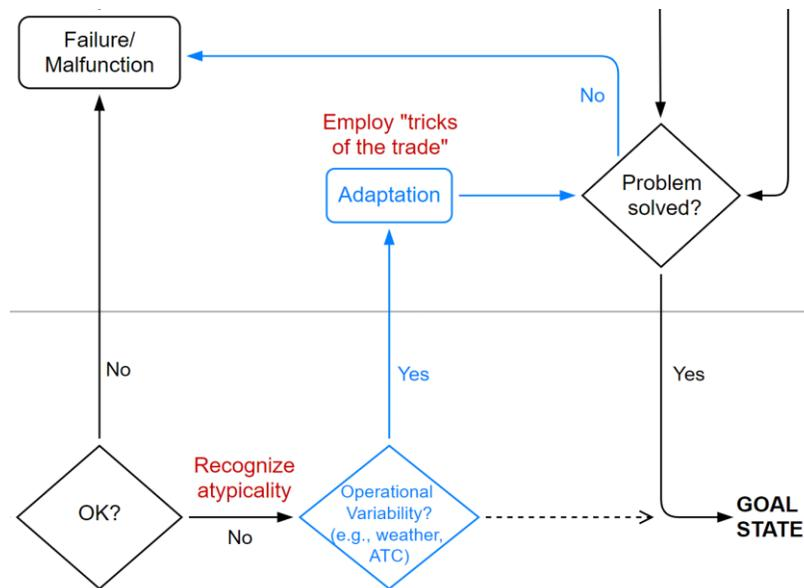 Failure/
Malfunction
No
Employ "tricks
of the trade"
Adaptation
Problem
solved?
No
Yes
Yes
OK?
Recognize
atypicality
No
Operational
Variability?
(e.g., weather,
ATC)
GOAL
STATE